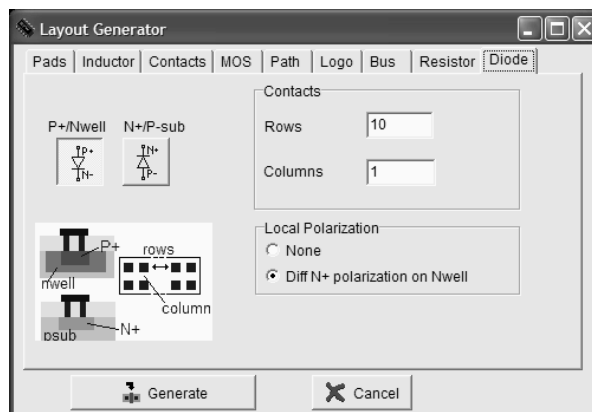 Layout Generator
Pads Inductor Contacts MOS Path Logo Bus Resistor Diode
P+/Nwell N+/P-sub
P+
N-
N+
P-
Contacts
Rows 10
Columns 1
Local Polarization
None
Diff N+ polarization on Nwell
P+
nwell
rows
column
N+
psub
Generate
Cancel